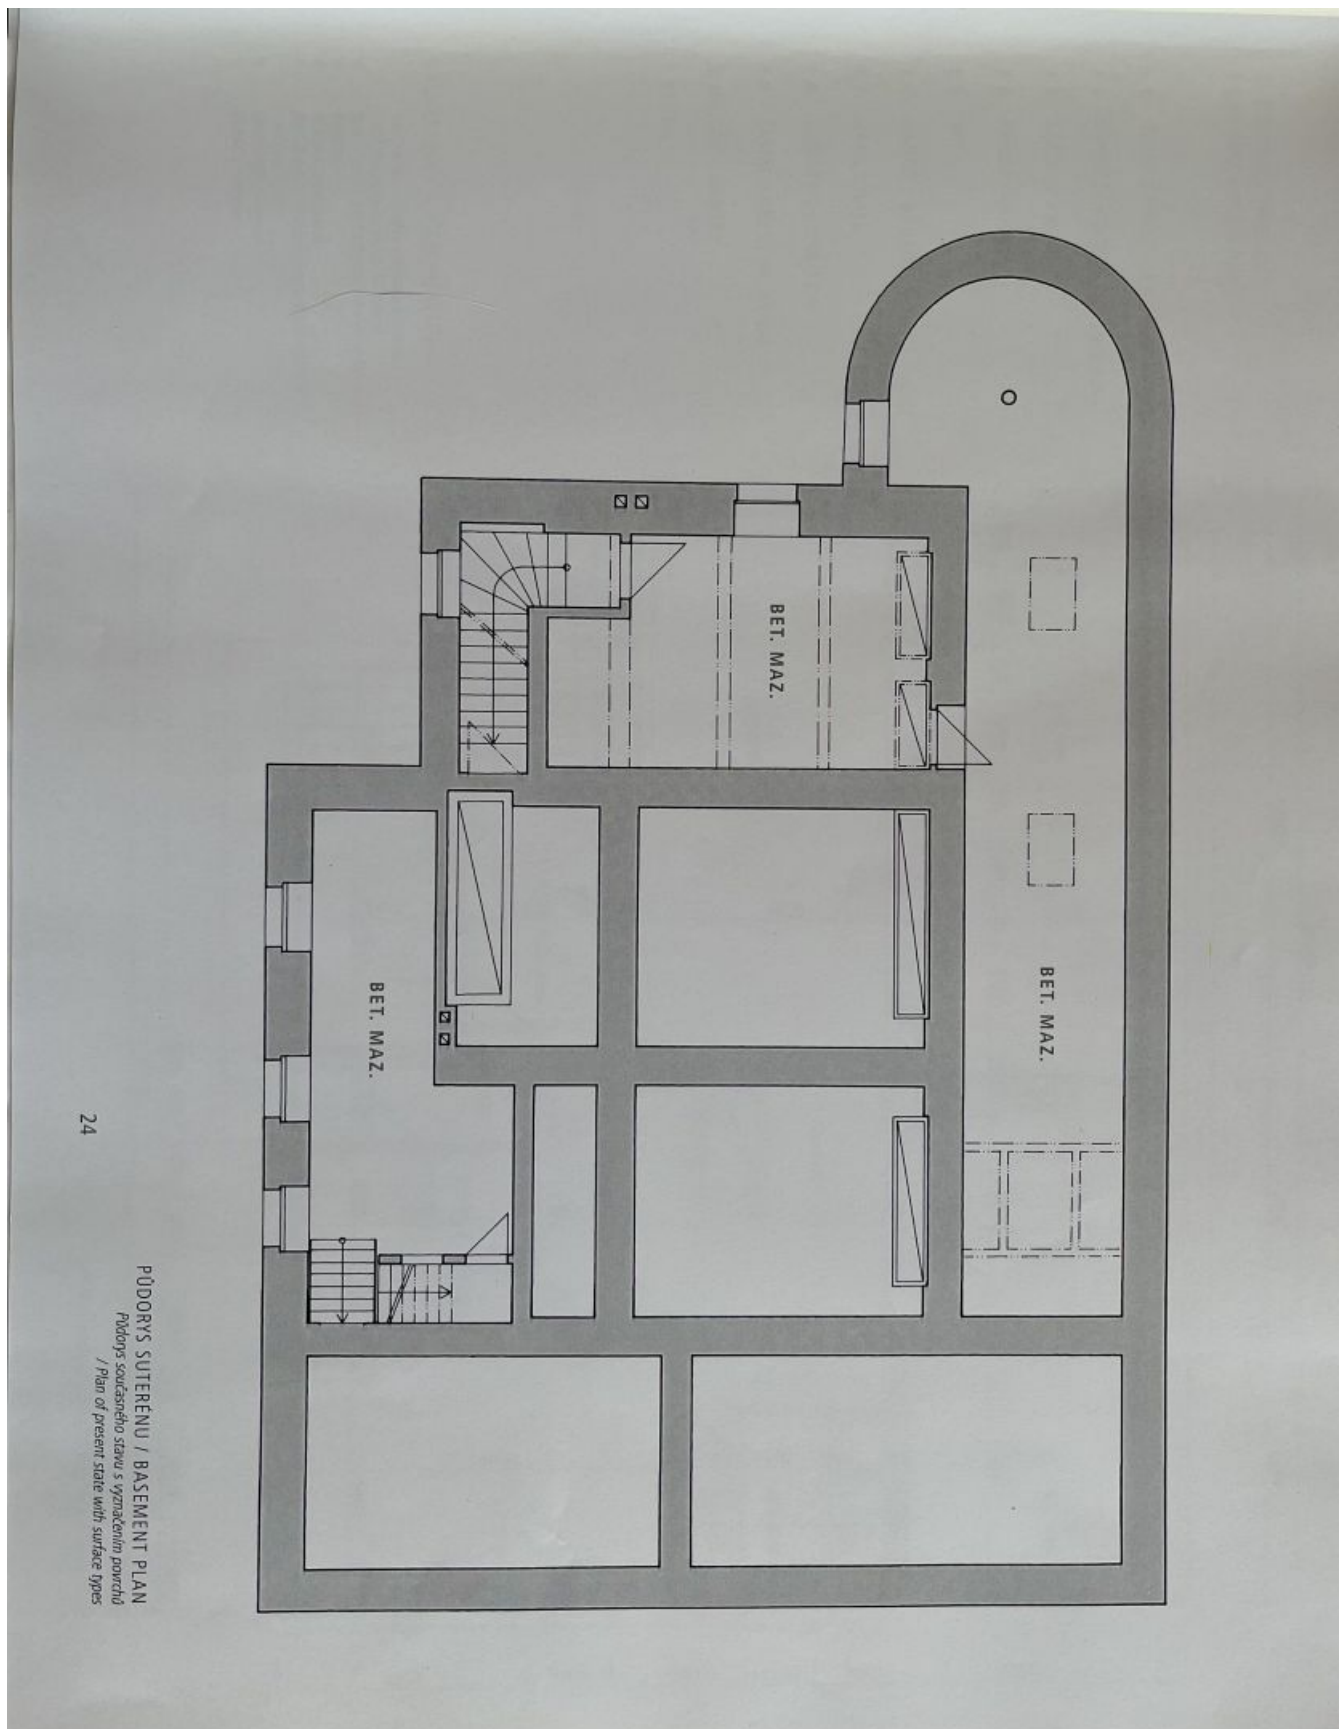 BET. MAZ.
BET. MAZ.
BET. MAZ.
PŮDORYS SUTERÉNU / BASEMENT PLAN
Půdorys současného stavu s vyznačením povrchů
/ Plan of present state with surface types
24